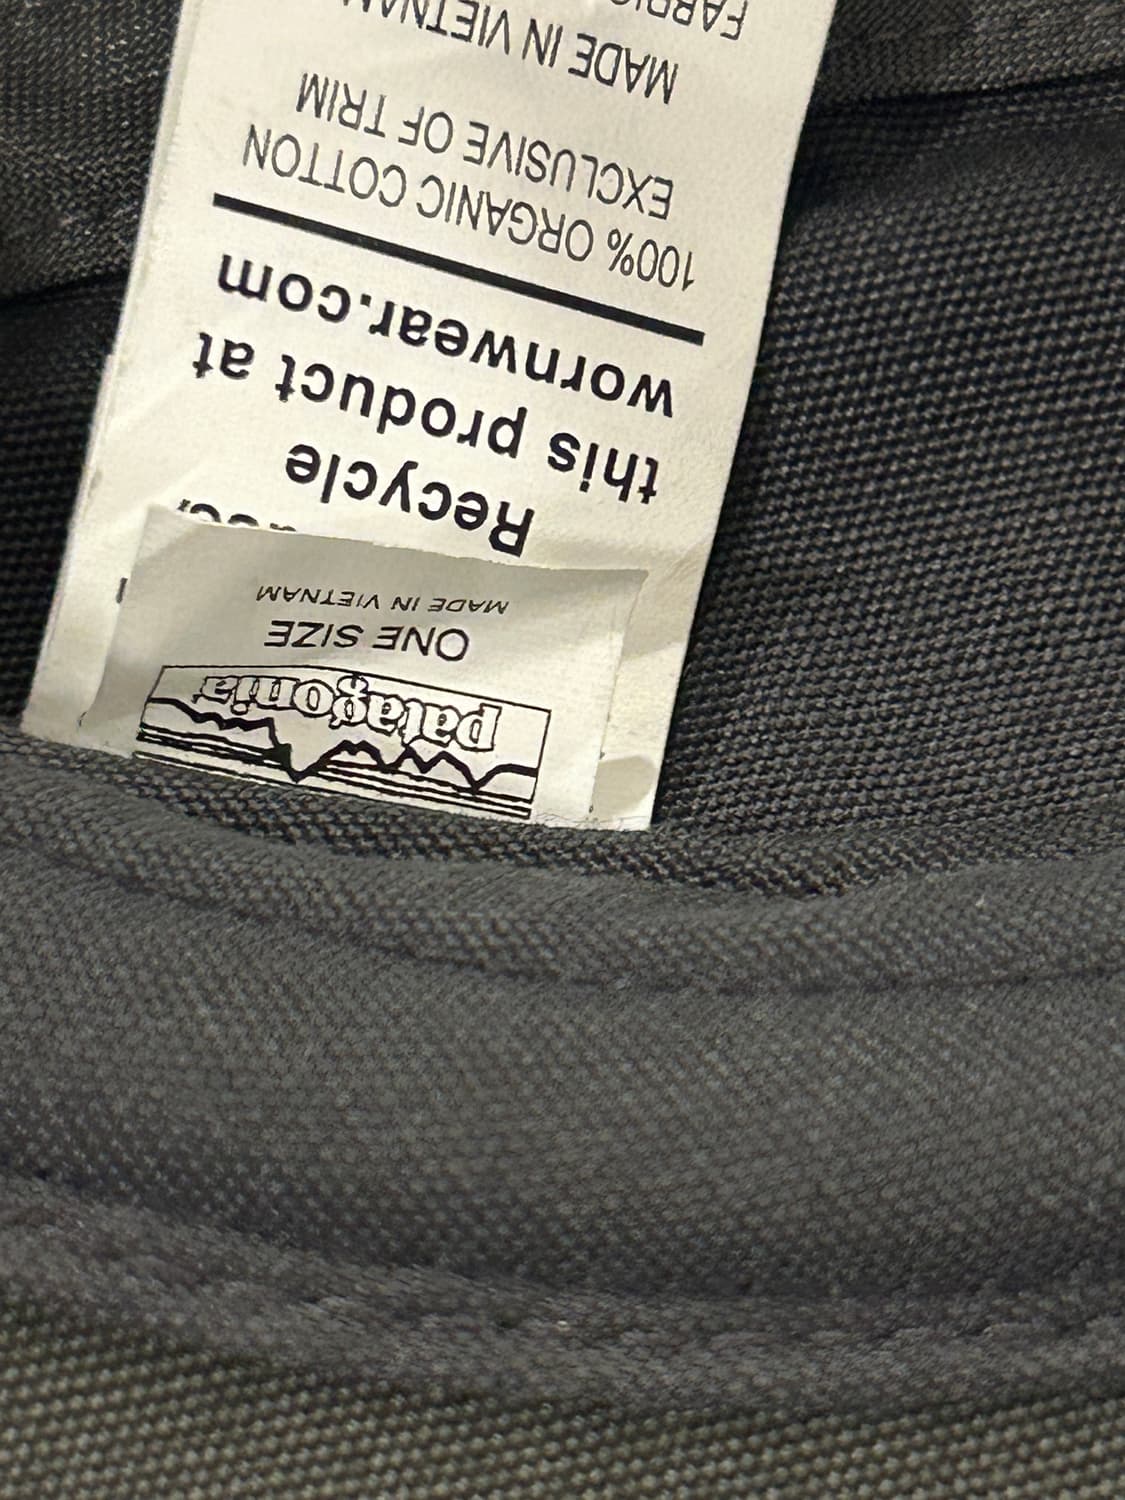 patagonia
ONE SIZE
MADE IN VIETNAM
Recycle
this product at
wornwear.com
100% ORGANIC COTTON
EXCLUSIVE OF TRIM
MADE IN VIETNAM